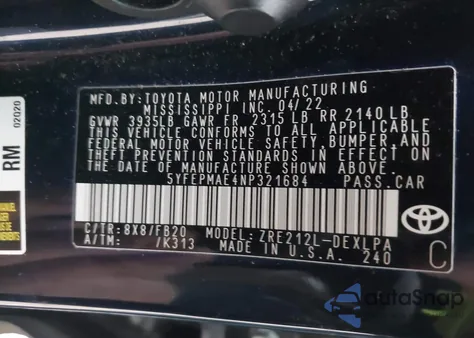 MFD.BY:TOYOTA MOTOR MANUFACTURING
MISSISSIPPI INC. 04/22
GVWR 3935LB GAWR FR 2315 LB RR 2140 LB
THIS VEHICLE CONFORMS TO ALL APPLICABLE
FEDERAL MOTOR VEHICLE SAFETY, BUMPER, AND
THEFT PREVENTION STANDARDS IN EFFECT ON
THE DATE OF MANUFACTURE SHOWN ABOVE.
5YFEPMAE4NP321684 PASS.CAR
C/TR:8X8/FB20 MODEL:ZRE212L-DEXLPA
A/TM: /K313 MADE IN U.S.A. 240
C
RM
02Q20
autoSnap